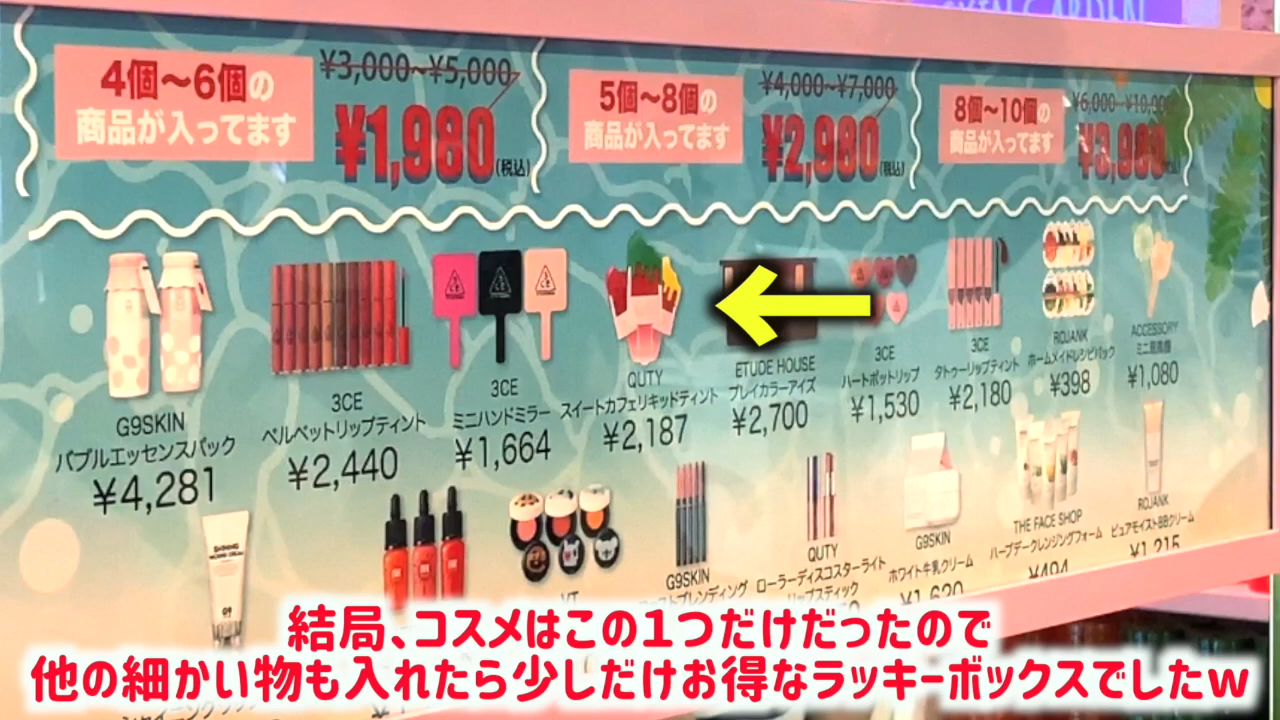 4個〜6個の
商品が入ってます
¥3,000~¥5,000
¥1,980
(税込)
5個〜8個の
商品が入ってます
¥4,000~¥7,000
¥2,980
(税込)
8個〜10個の
商品が入ってます
¥3,980
G9SKIN
バブルエッセンスパック
¥4,281
3CE
ベルベットリップティント
¥2,440
3CE
ミニハンドミラー
¥1,664
QUTY
スイートカフェリキッドティント
¥2,187
ETUDE HOUSE
プレイカラーアイズ
¥2,700
3CE
ハートポットリップ
¥1,530
3CE
タトゥーリップティント
¥2,180
ROJANK
ホームメイドレシピパック
¥398
ACCESSORY
ミニ扇風機
¥1,080
G9SKIN
QUTY
ローラーディスコスターライト
リップスティック
G9SKIN
ホワイト牛乳クリーム
¥1,620
THE FACE SHOP
ハーブデークレンジングフォーム
¥494
ROJANK
ピュアモイストBBクリーム
¥1,215
VT
結局、コスメはこの1つだけだったので
他の細かい物も入れたら少しだけお得なラッキーボックスでしたw